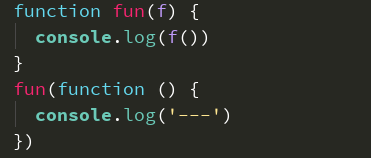 function fun(f) {
  console.log(f())
}
fun(function () {
  console.log('---')
})